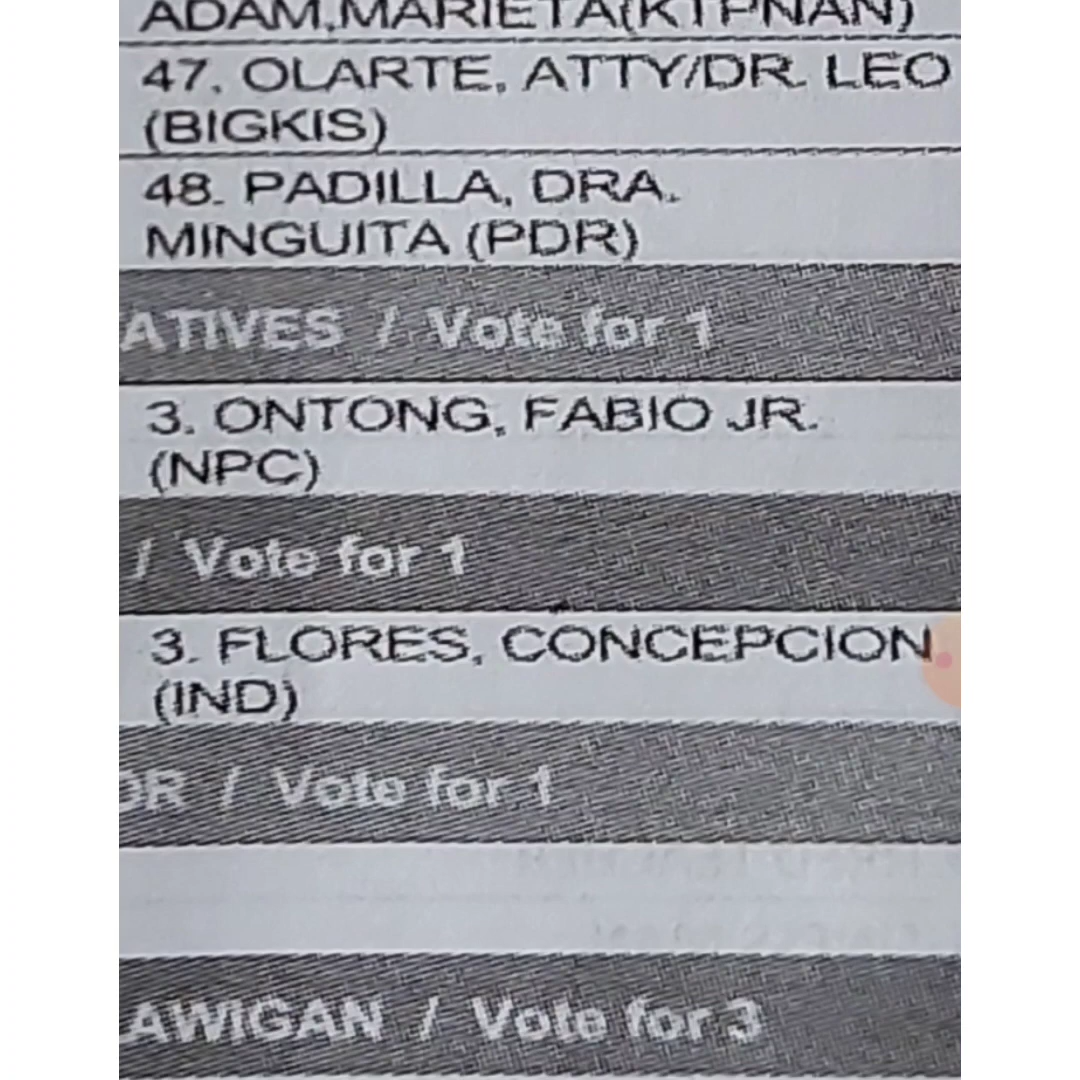 ADAM,MARIETA(KTPNAN)
47. OLARTE, ATTY/DR. LEO
(BIGKIS)
48. PADILLA, DRA.
MINGUITA (PDR)
ATIVES / Vote for 1
3. ONTONG, FABIO JR.
(NPC)
/ Vote for 1
3. FLORES, CONCEPCION
(IND)
OR / Vote for 1
AWIGAN / Vote for 3